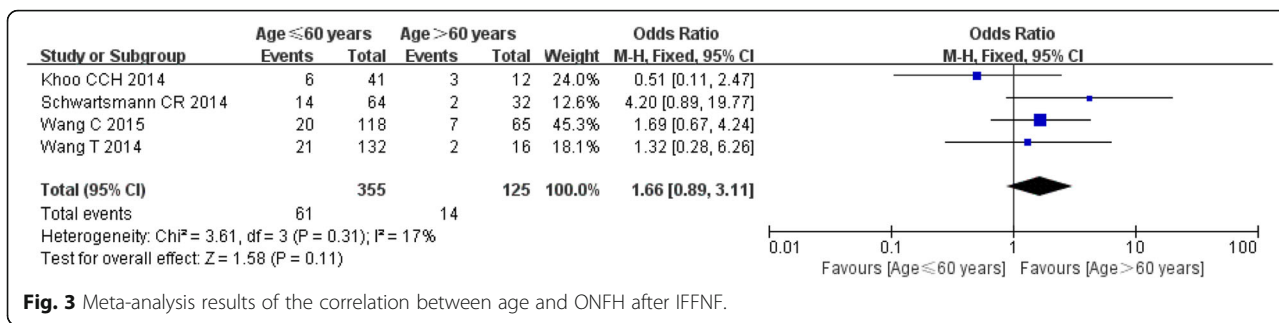 Age≤60 years Age>60 years Odds Ratio Odds Ratio
Study or Subgroup Events Total Events Total Weight M-H, Fixed, 95% CI M-H, Fixed, 95% CI
Khoo CCH 2014 6 41 3 12 24.0% 0.51 [0.11, 2.47]
Schwartsmann CR 2014 14 64 2 32 12.6% 4.20 [0.89, 19.77]
Wang C 2015 20 118 7 65 45.3% 1.69 [0.67, 4.24]
Wang T 2014 21 132 2 16 18.1% 1.32 [0.28, 6.26]
Total (95% CI) 355 125 100.0% 1.66 [0.89, 3.11]
Total events 61 14
Heterogeneity: Chi² = 3.61, df = 3 (P = 0.31); I² = 17%
Test for overall effect: Z = 1.58 (P = 0.11)
0.01 0.1 1 10 100
Favours [Age≤60 years] Favours [Age>60 years]
Fig. 3 Meta-analysis results of the correlation between age and ONFH after IFFNF.